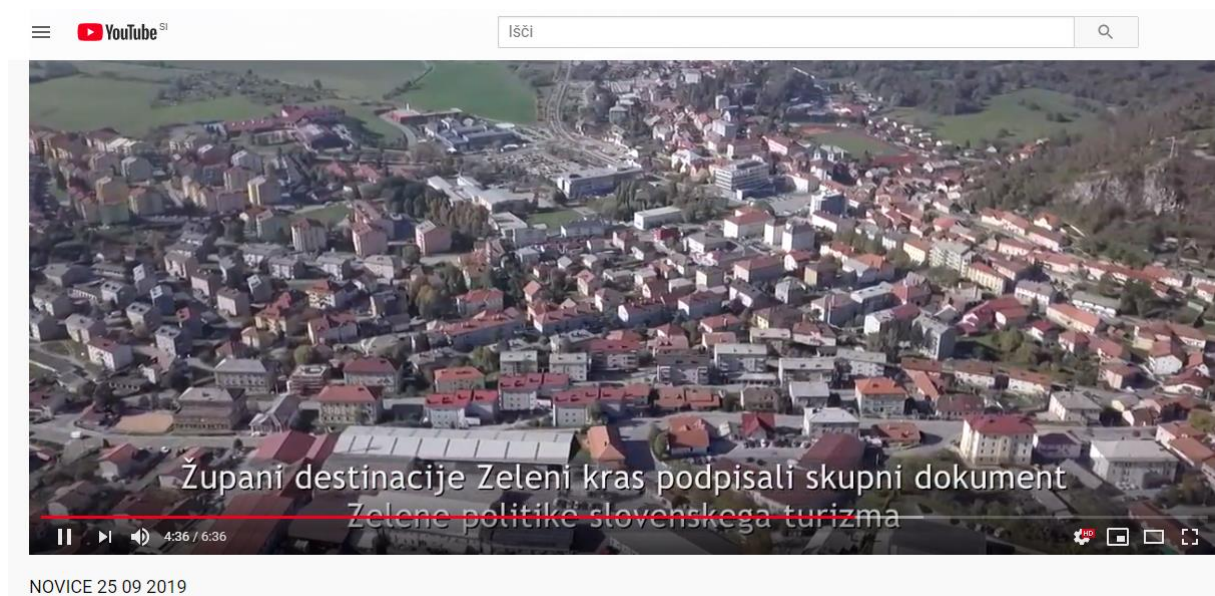 YouTube SI
Išči
Župani destinacije Zeleni kras podpisali skupni dokument
Zelene politike slovenskega turizma
4:36 / 6:36
HD
NOVICE 25 09 2019